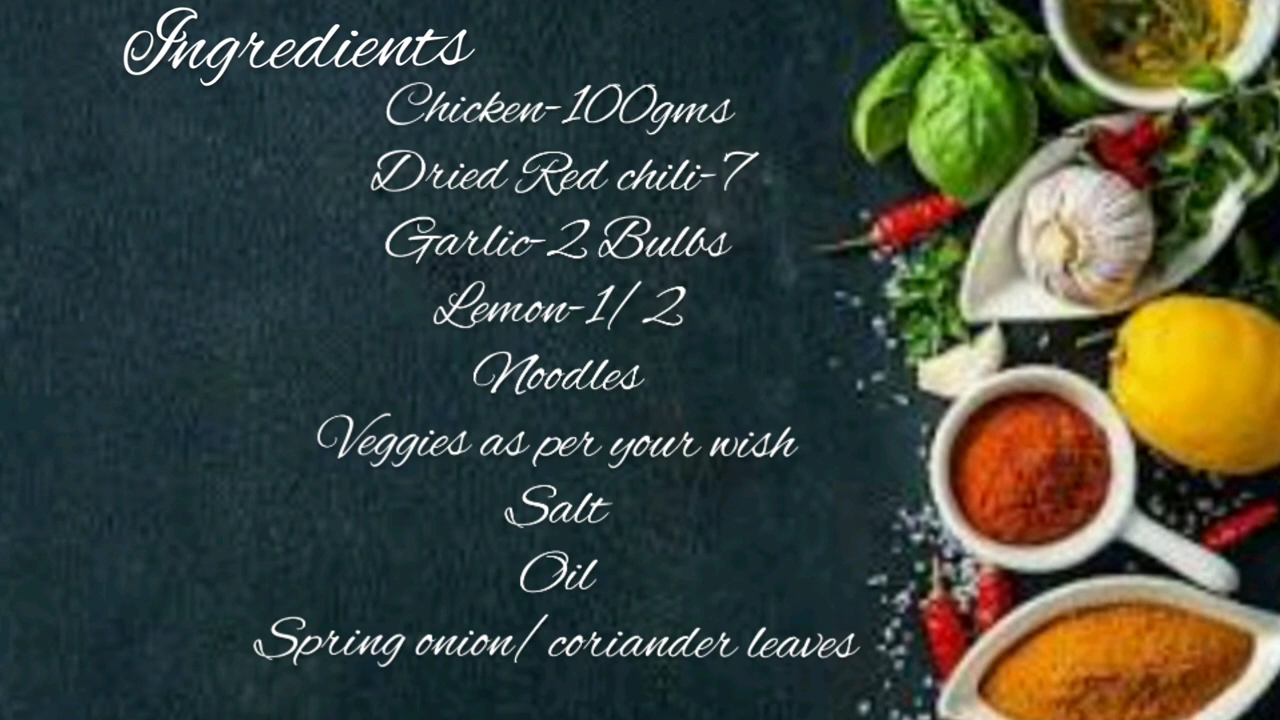 Ingredients
Chicken-100gms
Dried Red chili-7
Garlic-2 Bulbs
Lemon-1/ 2
Noodles
Veggies as per your wish
Salt
Oil
Spring onion/ coriander leaves